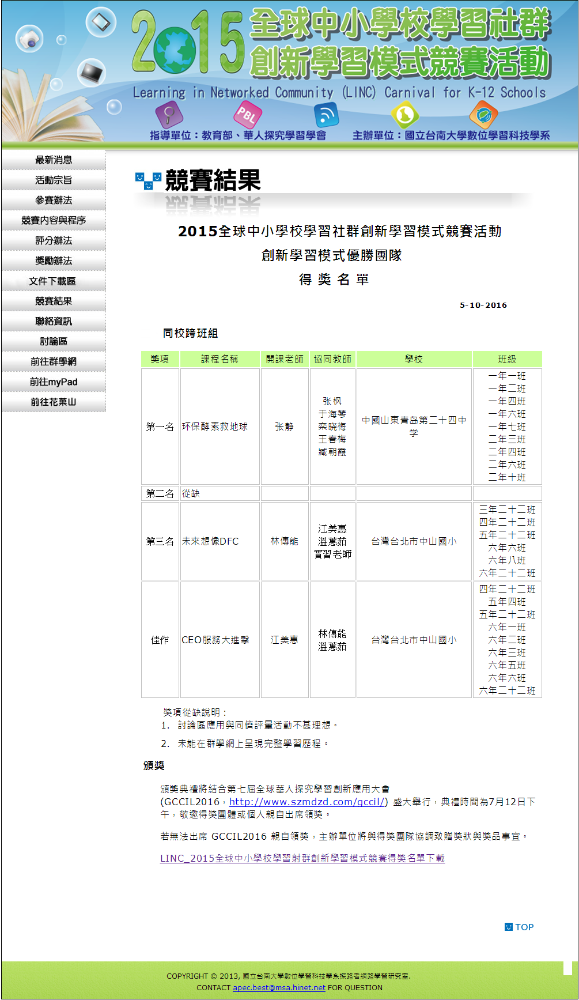 2015
全球中小學校學習社群
創新學習模式競賽活動
Learning in Networked Community (LINC) Carnival for K-12 Schools
PBL
指導單位：教育部、華人探究學習學會
主辦單位：國立台南大學數位學習科技學系
最新消息
活動宗旨
參賽辦法
競賽內容與程序
評分辦法
獎勵辦法
文件下載區
競賽結果
聯絡資訊
討論區
前往群學網
前往myPad
前往花菓山
競賽結果
2015全球中小學校學習社群創新學習模式競賽活動
創新學習模式優勝團隊
得 獎 名 單
5-10-2016
同校跨班組
獎項 課程名稱 開課老師 協同教師 學校 班級
第一名
环保酵素救地球
张静
张枫
于海琴
栾晓梅
王春梅
臧朝霞
中國山東青岛第二十四中
学
一年一班
一年二班
一年四班
一年六班
一年七班
二年三班
二年四班
二年六班
二年十班
第二名
從缺
第三名
未來想像DFC
林傳能
江美惠
溫蕙茹
實習老師
台灣台北市中山國小
三年二十二班
四年二十二班
五年二十二班
六年六班
六年八班
六年二十二班
佳作
CEO服務大進擊
江美惠
林傳能
溫蕙茹
台灣台北市中山國小
四年二十二班
五年四班
五年二十二班
六年一班
六年二班
六年三班
六年五班
六年六班
六年二十二班
獎項從缺說明：
1. 討論區應用與同儕評量活動不甚理想。
2. 未能在群學網上呈現完整學習歷程。
頒獎
頒獎典禮將結合第七屆全球華人探究學習創新應用大會
(GCCIL2016，http://www.szmdzd.com/gccil/) 盛大舉行，典禮時間為7月12日下
午，敬邀得獎團體或個人親自出席領獎。
若無法出席 GCCIL2016 親自領獎，主辦單位將與得獎團隊協調致贈獎狀與獎品事宜。
LINC_2015全球中小學校學習射群創新學習模式競賽得獎名單下載
TOP
COPYRIGHT © 2013, 國立台南大學數位學習科技學系探路者網路學習研究室.
CONTACT apec.best@msa.hinet.net FOR QUESTION